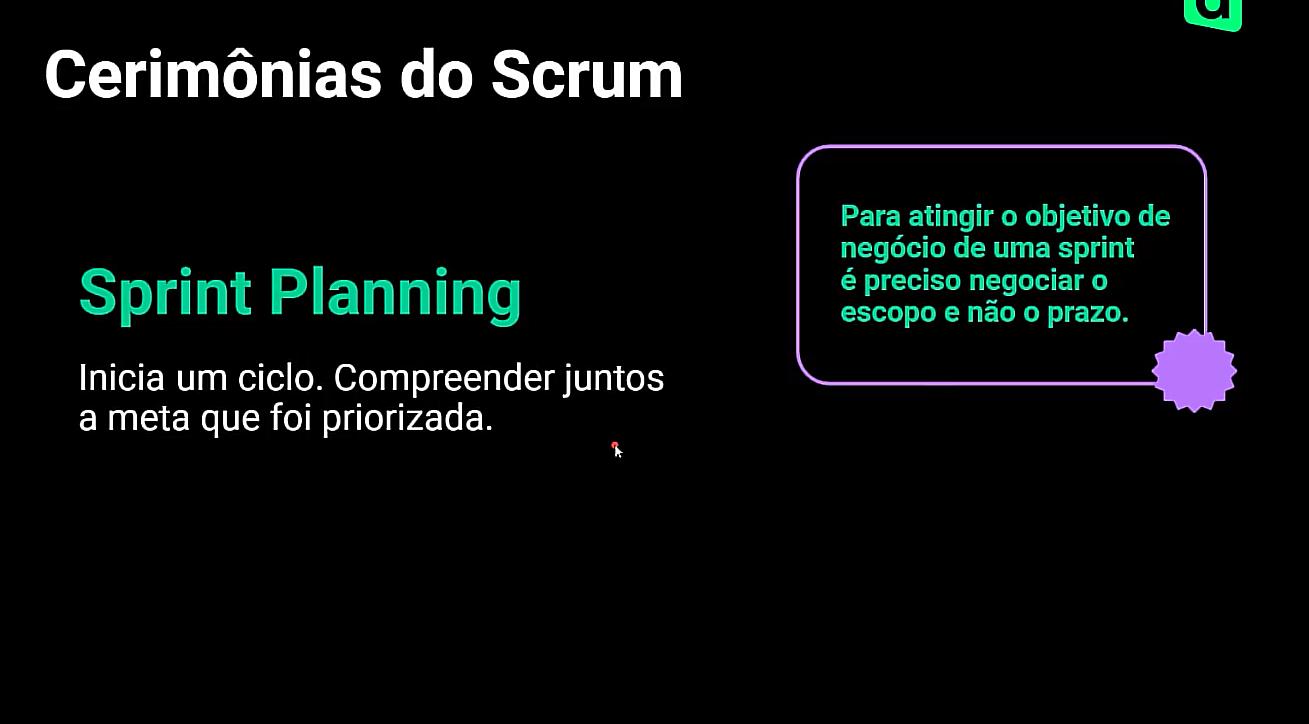 Cerimônias do Scrum
Para atingir o objetivo de
negócio de uma sprint
é preciso negociar o
escopo e não o prazo.
Sprint Planning
Inicia um ciclo. Compreender juntos
a meta que foi priorizada.